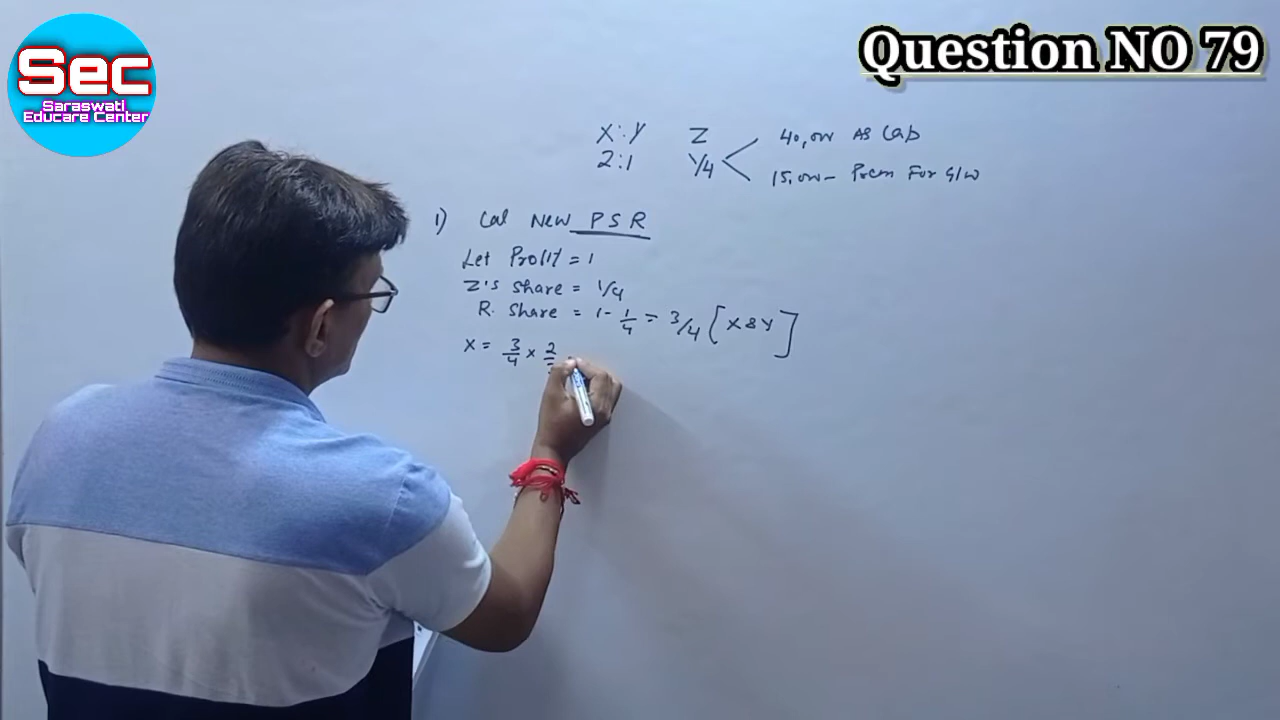 Sec
Saraswati
Educare Center
Question NO 79
X : Y Z 40,000 As Cap
2 : 1 1/4 15,000 - Prem For G/W
1) Cal New PSR
Let Profit = 1
Z's Share = 1/4
R. Share = 1 - 1/4 = 3/4 [X & Y]
X = 3/4 × 2/